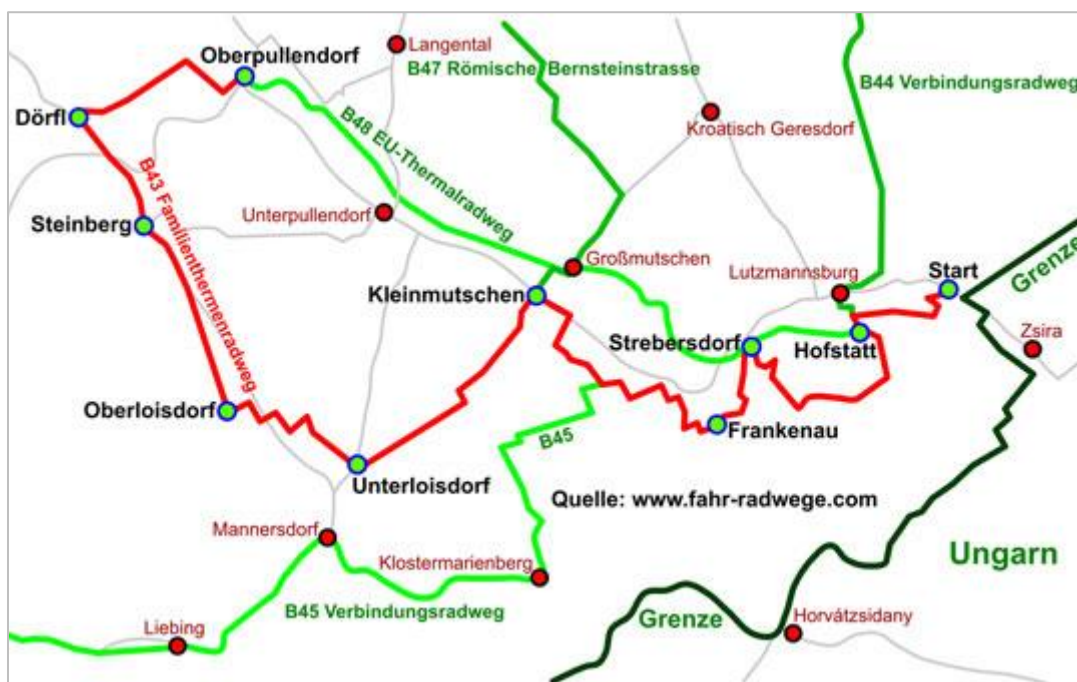 Langental
Oberpullendorf
B47 Römische Bernsteinstrasse
B44 Verbindungsradweg
Dörfl
Kroatisch Geresdorf
B48 EU-Thermalradweg
B43 Familienthermenradweg
Unterpullendorf
Steinberg
Großmutschen
Lutzmannsburg
Start
Grenze
Kleinmutschen
Strebersdorf
Hofstatt
Zsira
Oberloisdorf
Frankenau
B45
Unterloisdorf
Quelle: www.fahr-radwege.com
Mannersdorf
Klostermarienberg
Ungarn
B45 Verbindungsradweg
Grenze
Liebing
Horvátzsidany